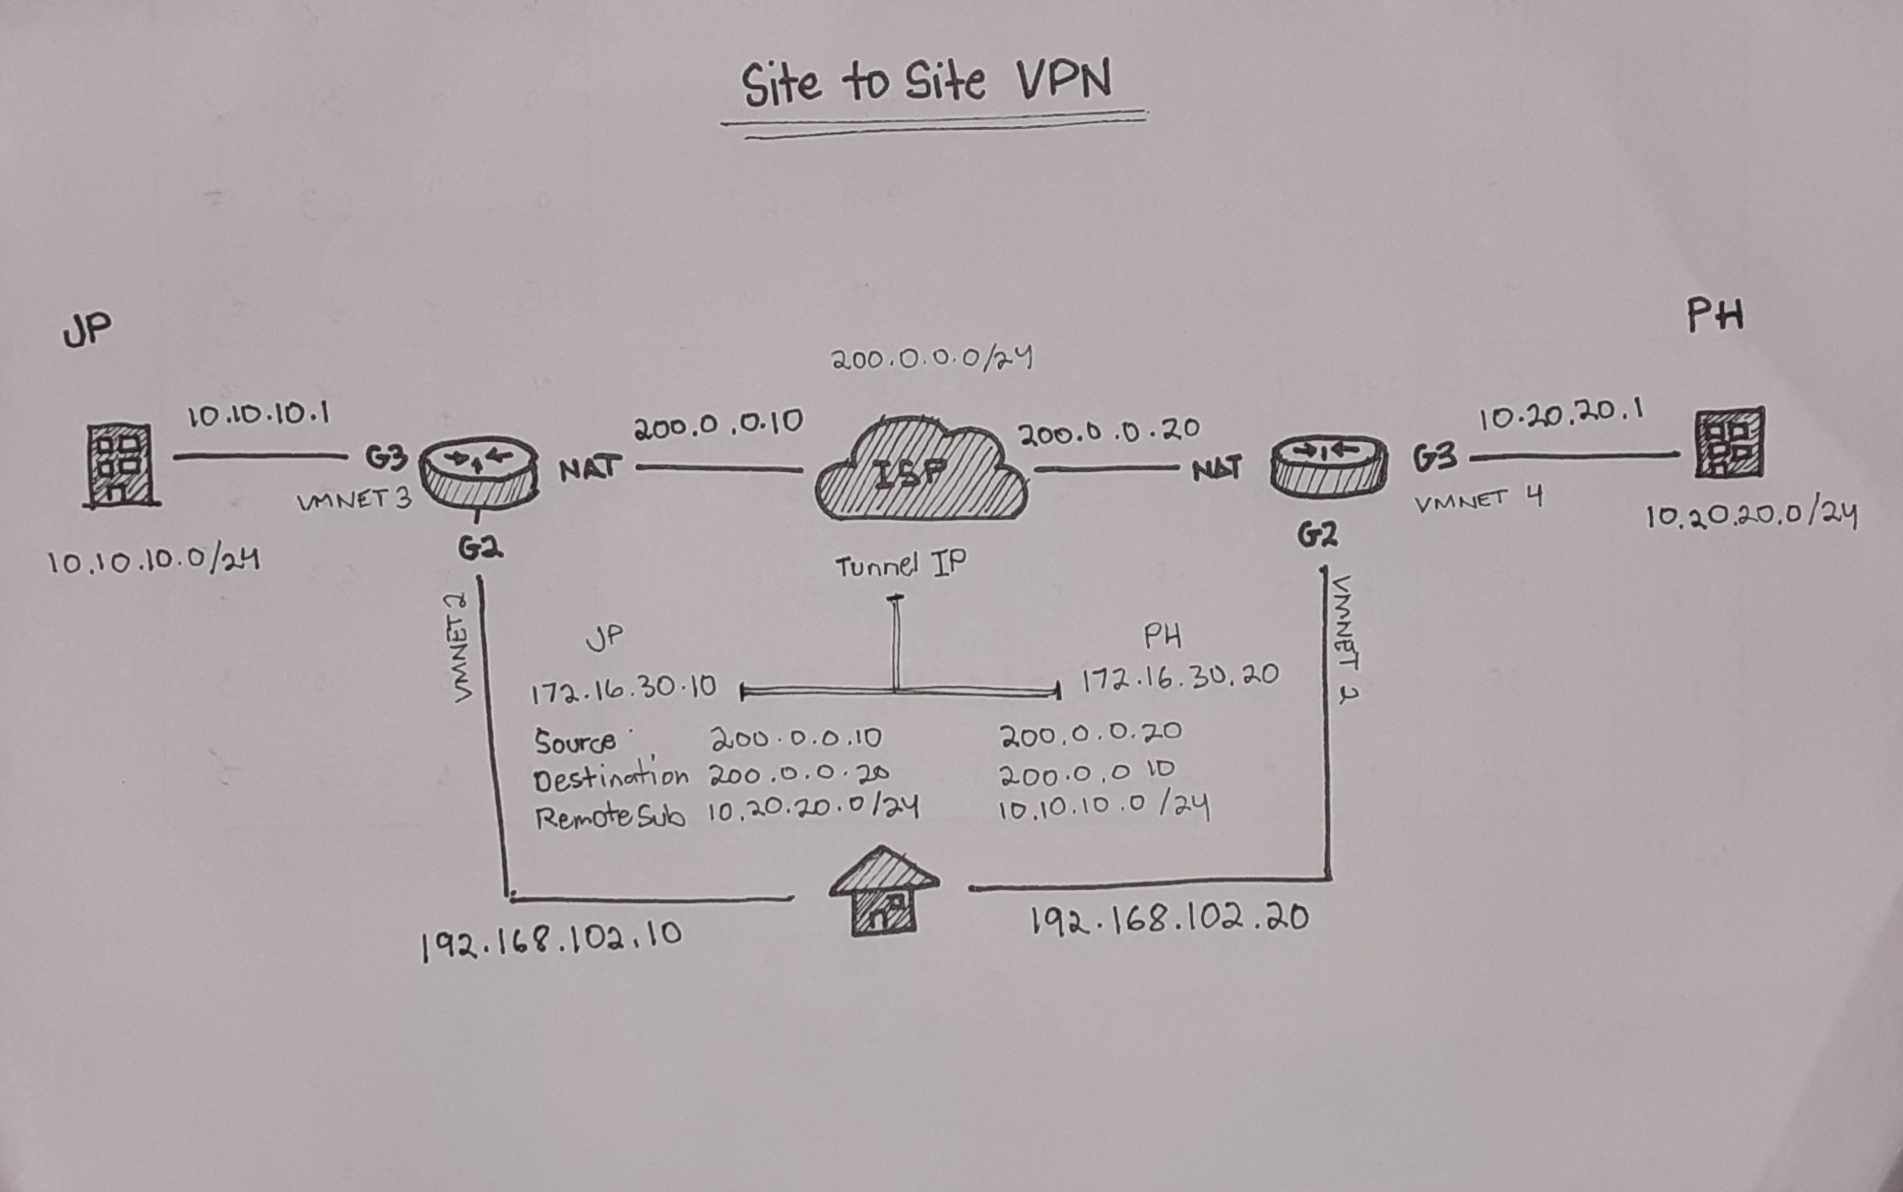 Site to Site VPN
JP
PH
200.0.0.0/24
10.10.10.1
200.0.0.10
200.0.0.20
10.20.20.1
G3
NAT
ISP
NAT
G3
VMNET 3
VMNET 4
10.10.10.0/24
G2
G2
10.20.20.0/24
Tunnel IP
VMNET 2
VMNET 2
JP
PH
172.16.30.10
172.16.30.20
Source 200.0.0.10 200.0.0.20
Destination 200.0.0.20 200.0.0 10
Remote Sub 10.20.20.0/24 10.10.10.0/24
192.168.102.10
192.168.102.20